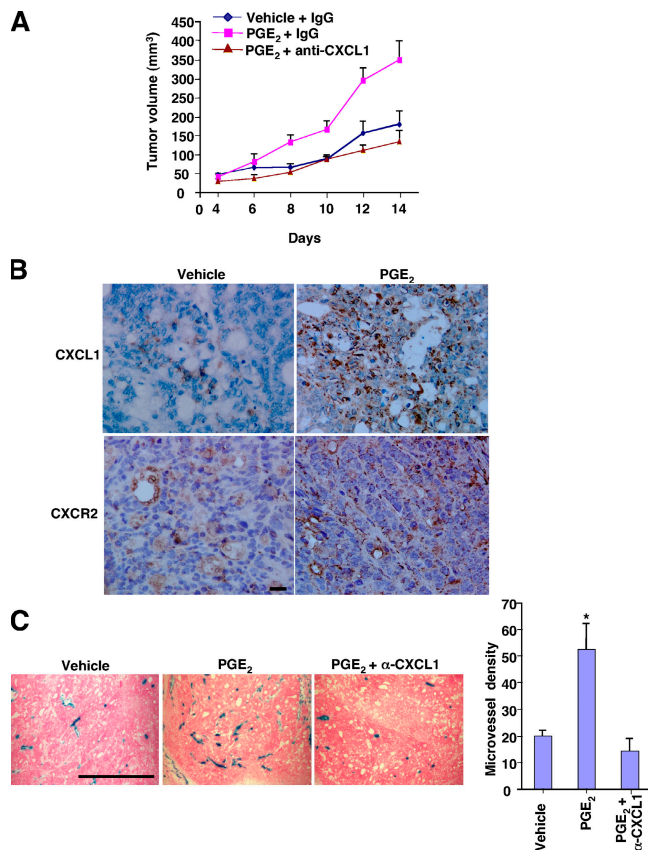 A
Vehicle + IgG
PGE2 + IgG
PGE2 + anti-CXCL1
Tumor volume (mm3)
450
400
350
300
250
200
150
100
50
0
0 4 6 8 10 12 14
Days
B
Vehicle PGE2
CXCL1
CXCR2
C
Vehicle PGE2 PGE2 + α-CXCL1
Microvessel density
70
60
50
40
30
20
10
0
*
Vehicle
PGE2
PGE2 +
α-CXCL1